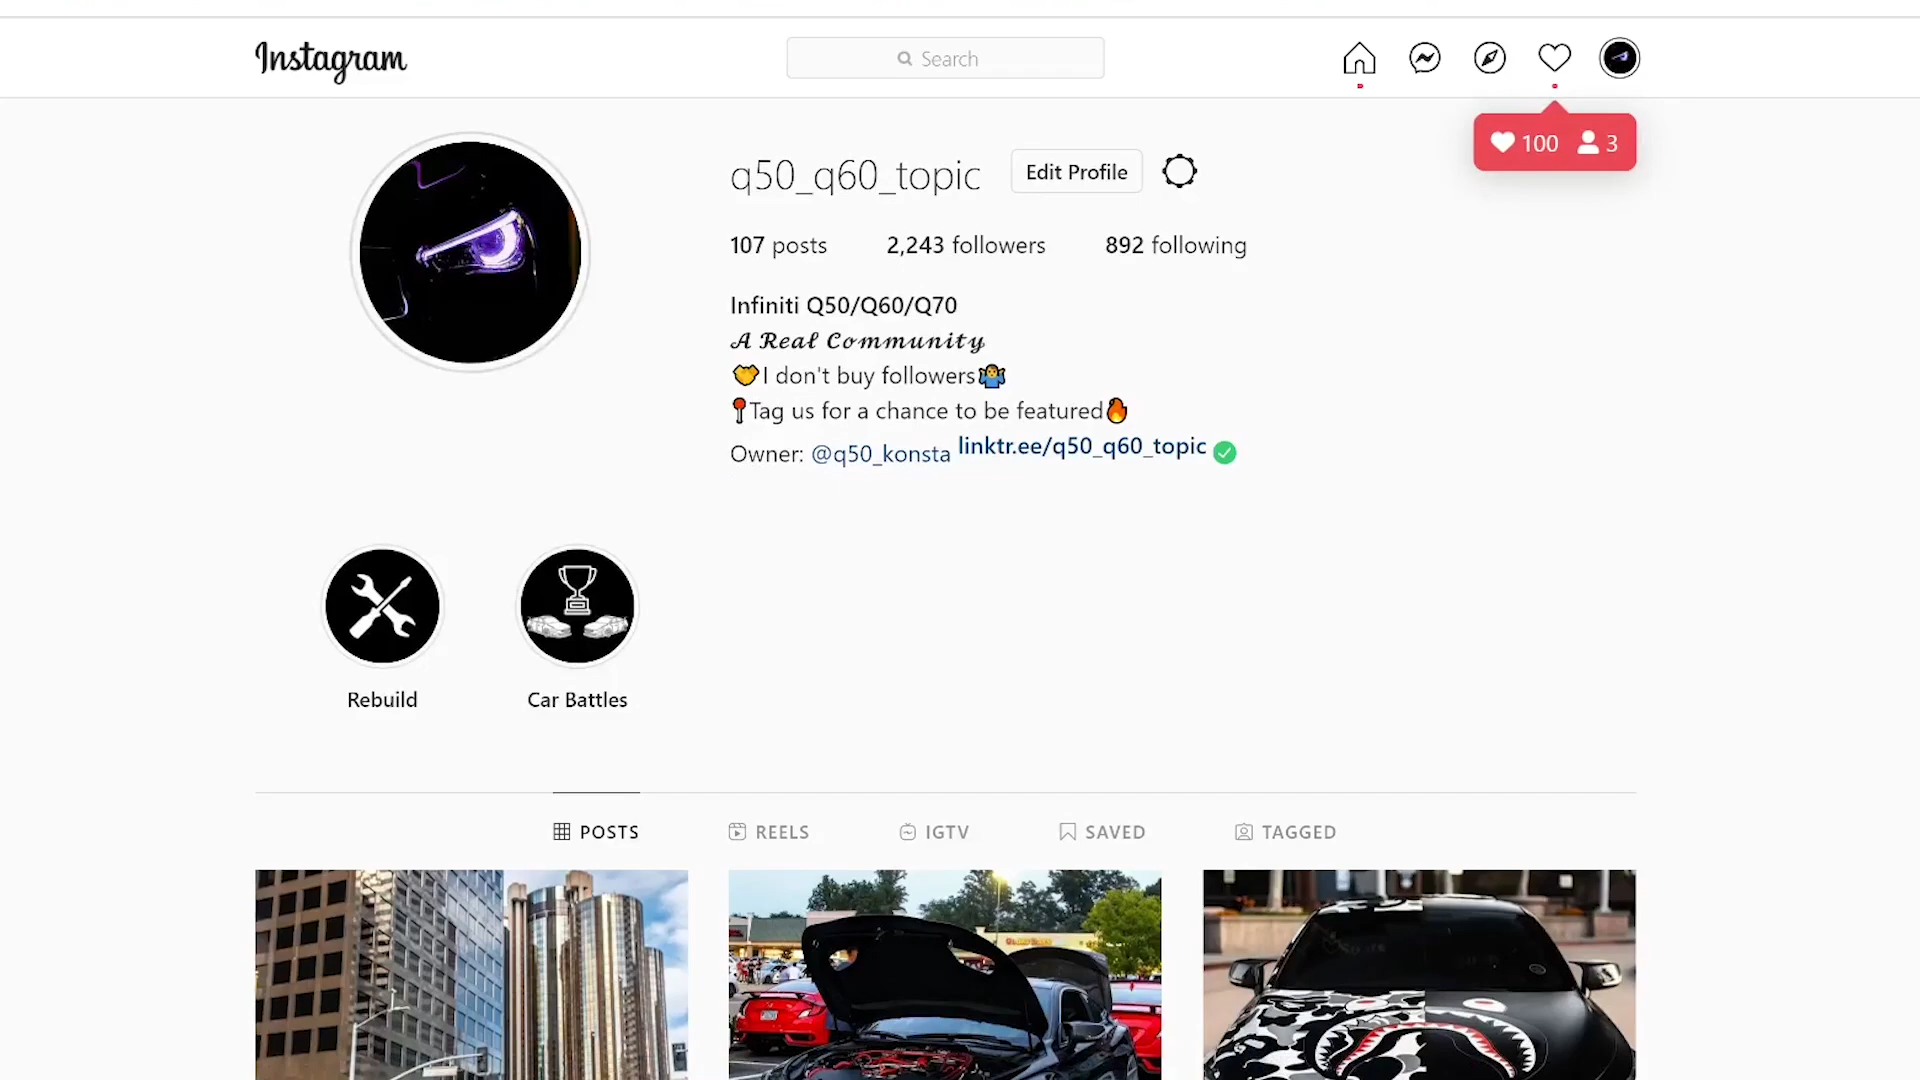 Instagram
Search
100 3
q50_q60_topic Edit Profile
107 posts 2,243 followers 892 following
Infiniti Q50/Q60/Q70
𝓐 𝓡𝓮𝓪𝓵 𝓒𝓸𝓶𝓶𝓾𝓷𝓲𝓽𝔂
🤝I don't buy followers🤷‍♂️
📍Tag us for a chance to be featured🔥
Owner: @q50_konsta linktr.ee/q50_q60_topic
Rebuild Car Battles
POSTS REELS IGTV SAVED TAGGED